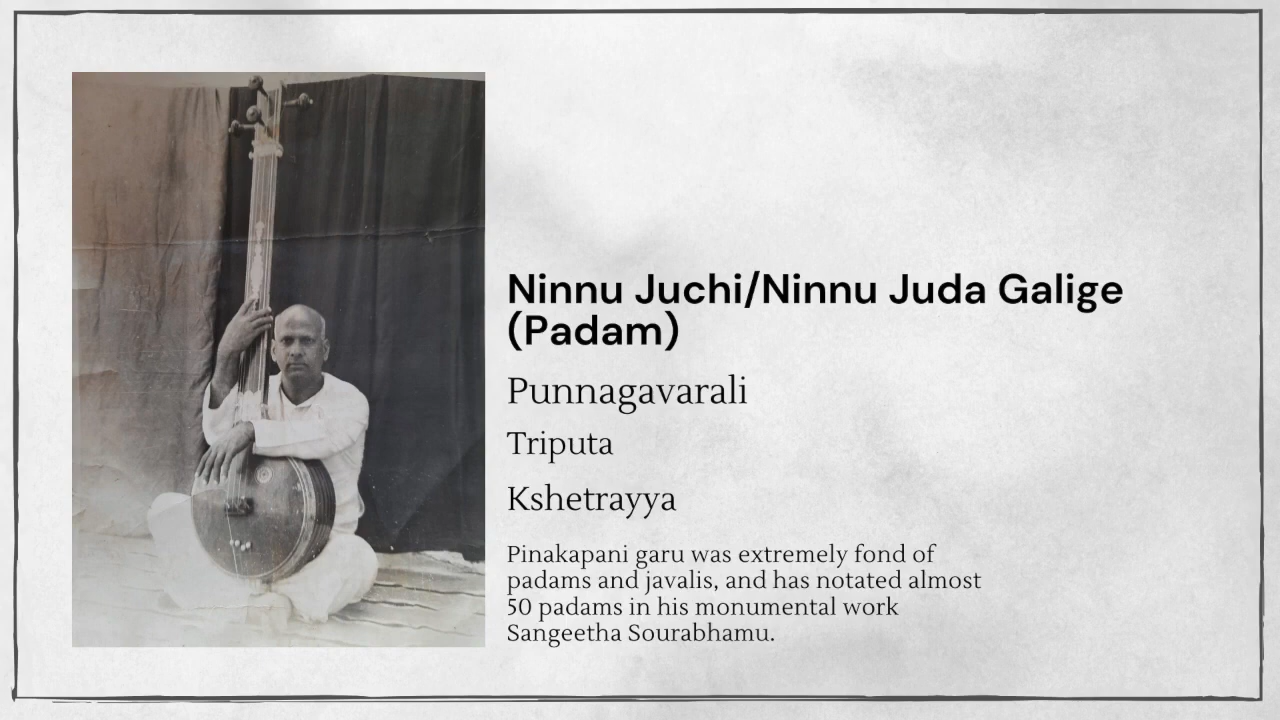 Ninnu Juchi/Ninnu Juda Galige
(Padam)
Punnagavarali
Triputa
Kshetrayya
Pinakapani garu was extremely fond of
padams and javalis, and has notated almost
50 padams in his monumental work
Sangeetha Sourabhamu.